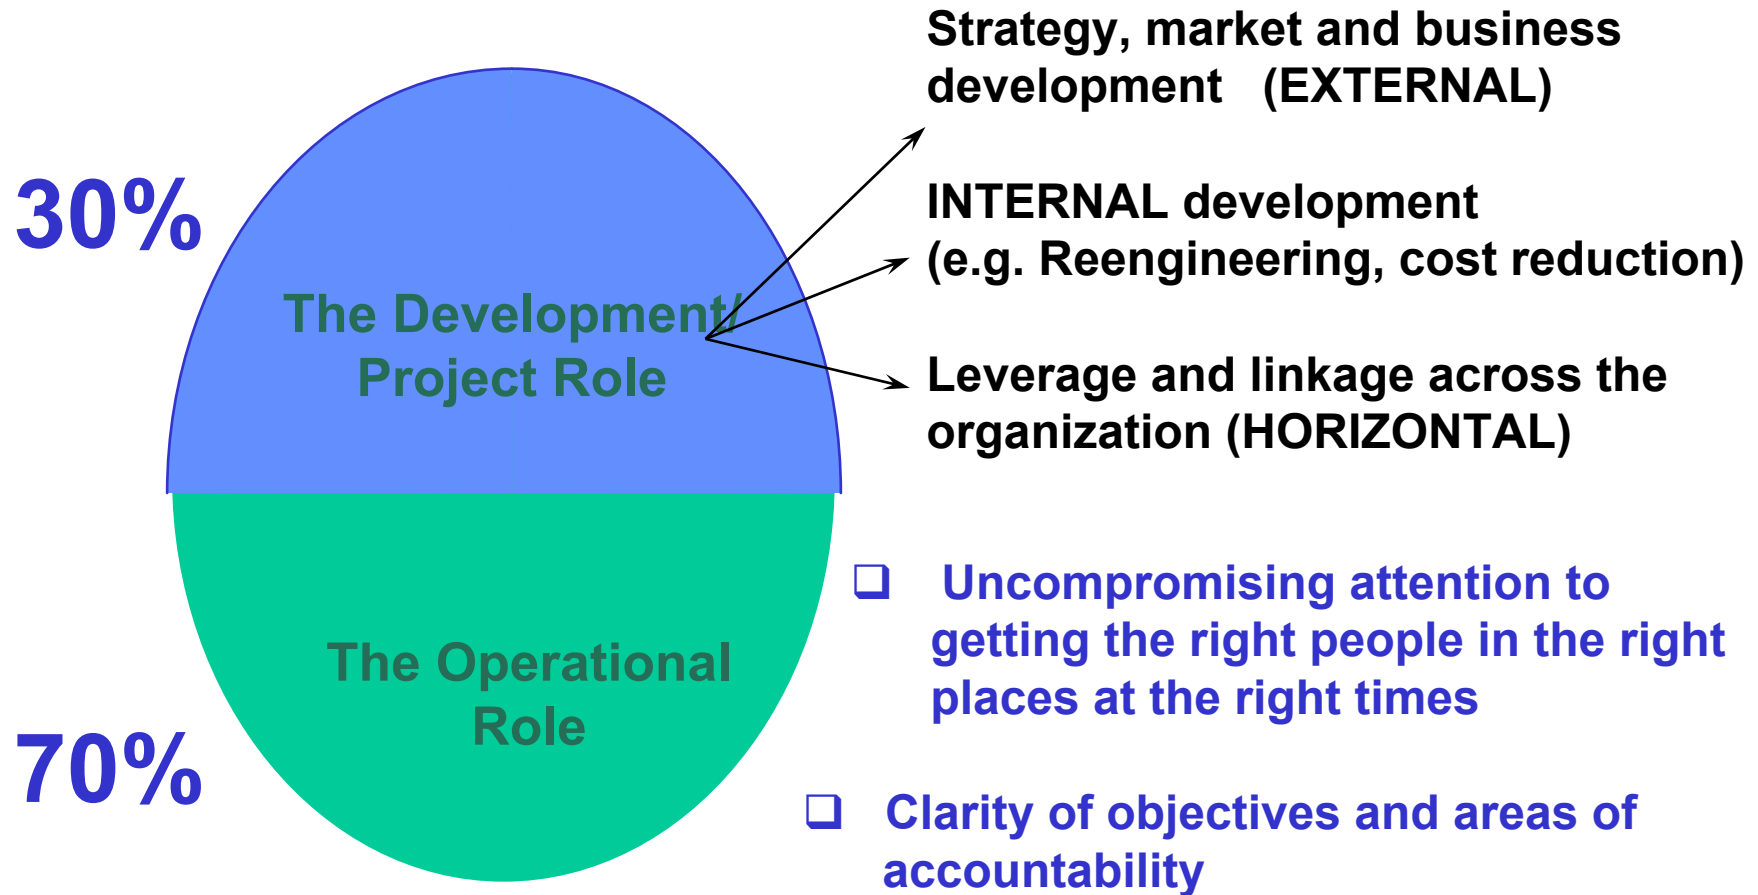 Strategy, market and business
development (EXTERNAL)
30%
INTERNAL development
(e.g. Reengineering, cost reduction)
The Development/
Project Role
Leverage and linkage across the
organization (HORIZONTAL)
The Operational
Role
70%
❑ Uncompromising attention to
getting the right people in the right
places at the right times
❑ Clarity of objectives and areas of
accountability